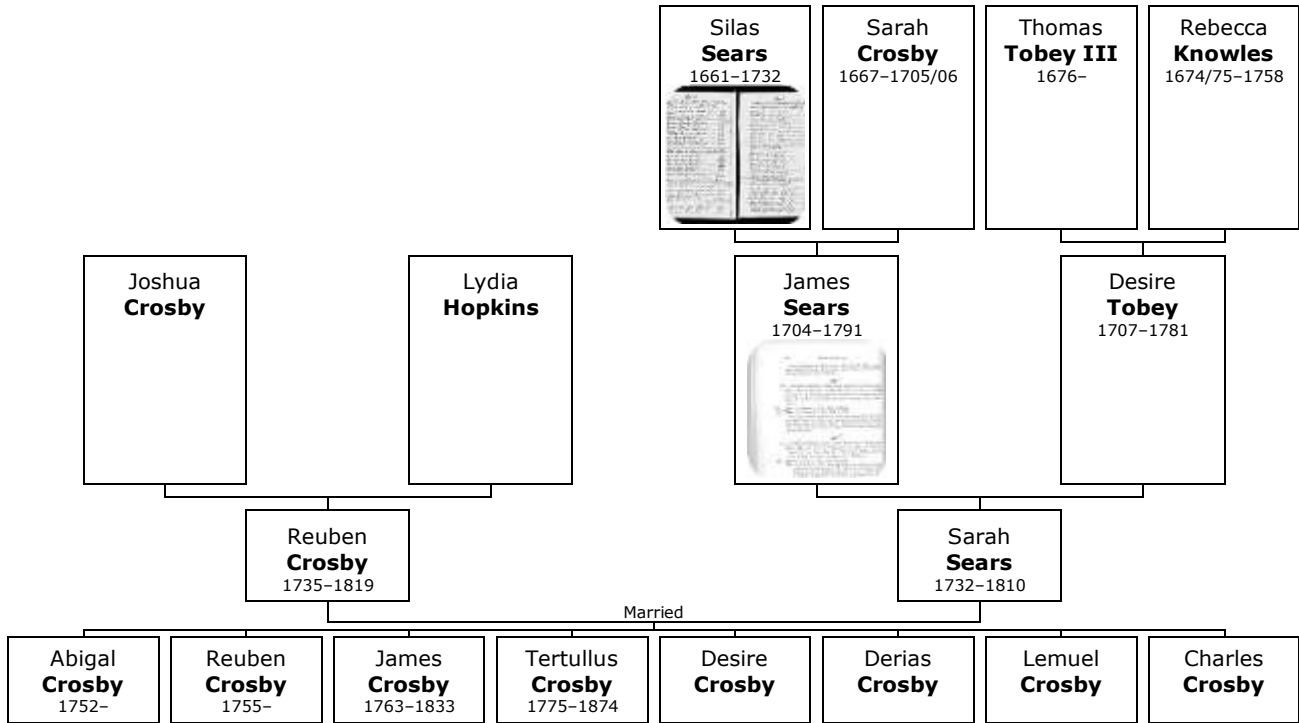 Silas
Sears
1661–1732
Sarah
Crosby
1667–1705/06
Thomas
Tobey III
1676–
Rebecca
Knowles
1674/75–1758
Joshua
Crosby
Lydia
Hopkins
James
Sears
1704–1791
Desire
Tobey
1707–1781
Reuben
Crosby
1735–1819
Sarah
Sears
1732–1810
Married
Abigal
Crosby
1752–
Reuben
Crosby
1755–
James
Crosby
1763–1833
Tertullus
Crosby
1775–1874
Desire
Crosby
Derias
Crosby
Lemuel
Crosby
Charles
Crosby